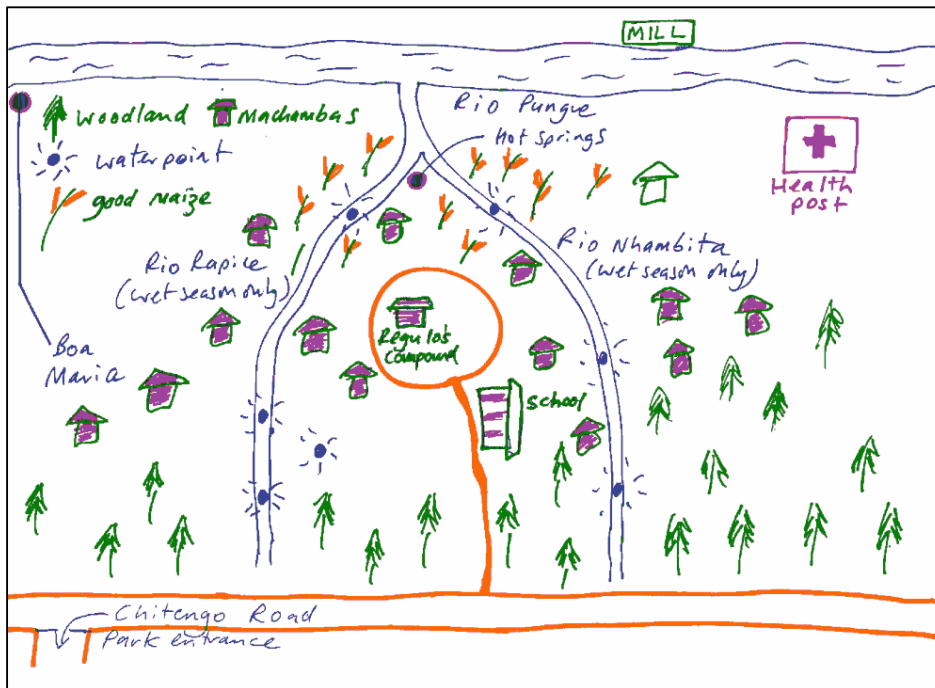 MILL
Rio Pungue
Hot springs
woodland
Machambas
waterpoint
good maize
Health
post
Rio Rapice
(wet season only)
Rio Nhambita
(wet season only)
Boa
Maria
Regulo's
compound
School
Chitengo Road
Park entrance